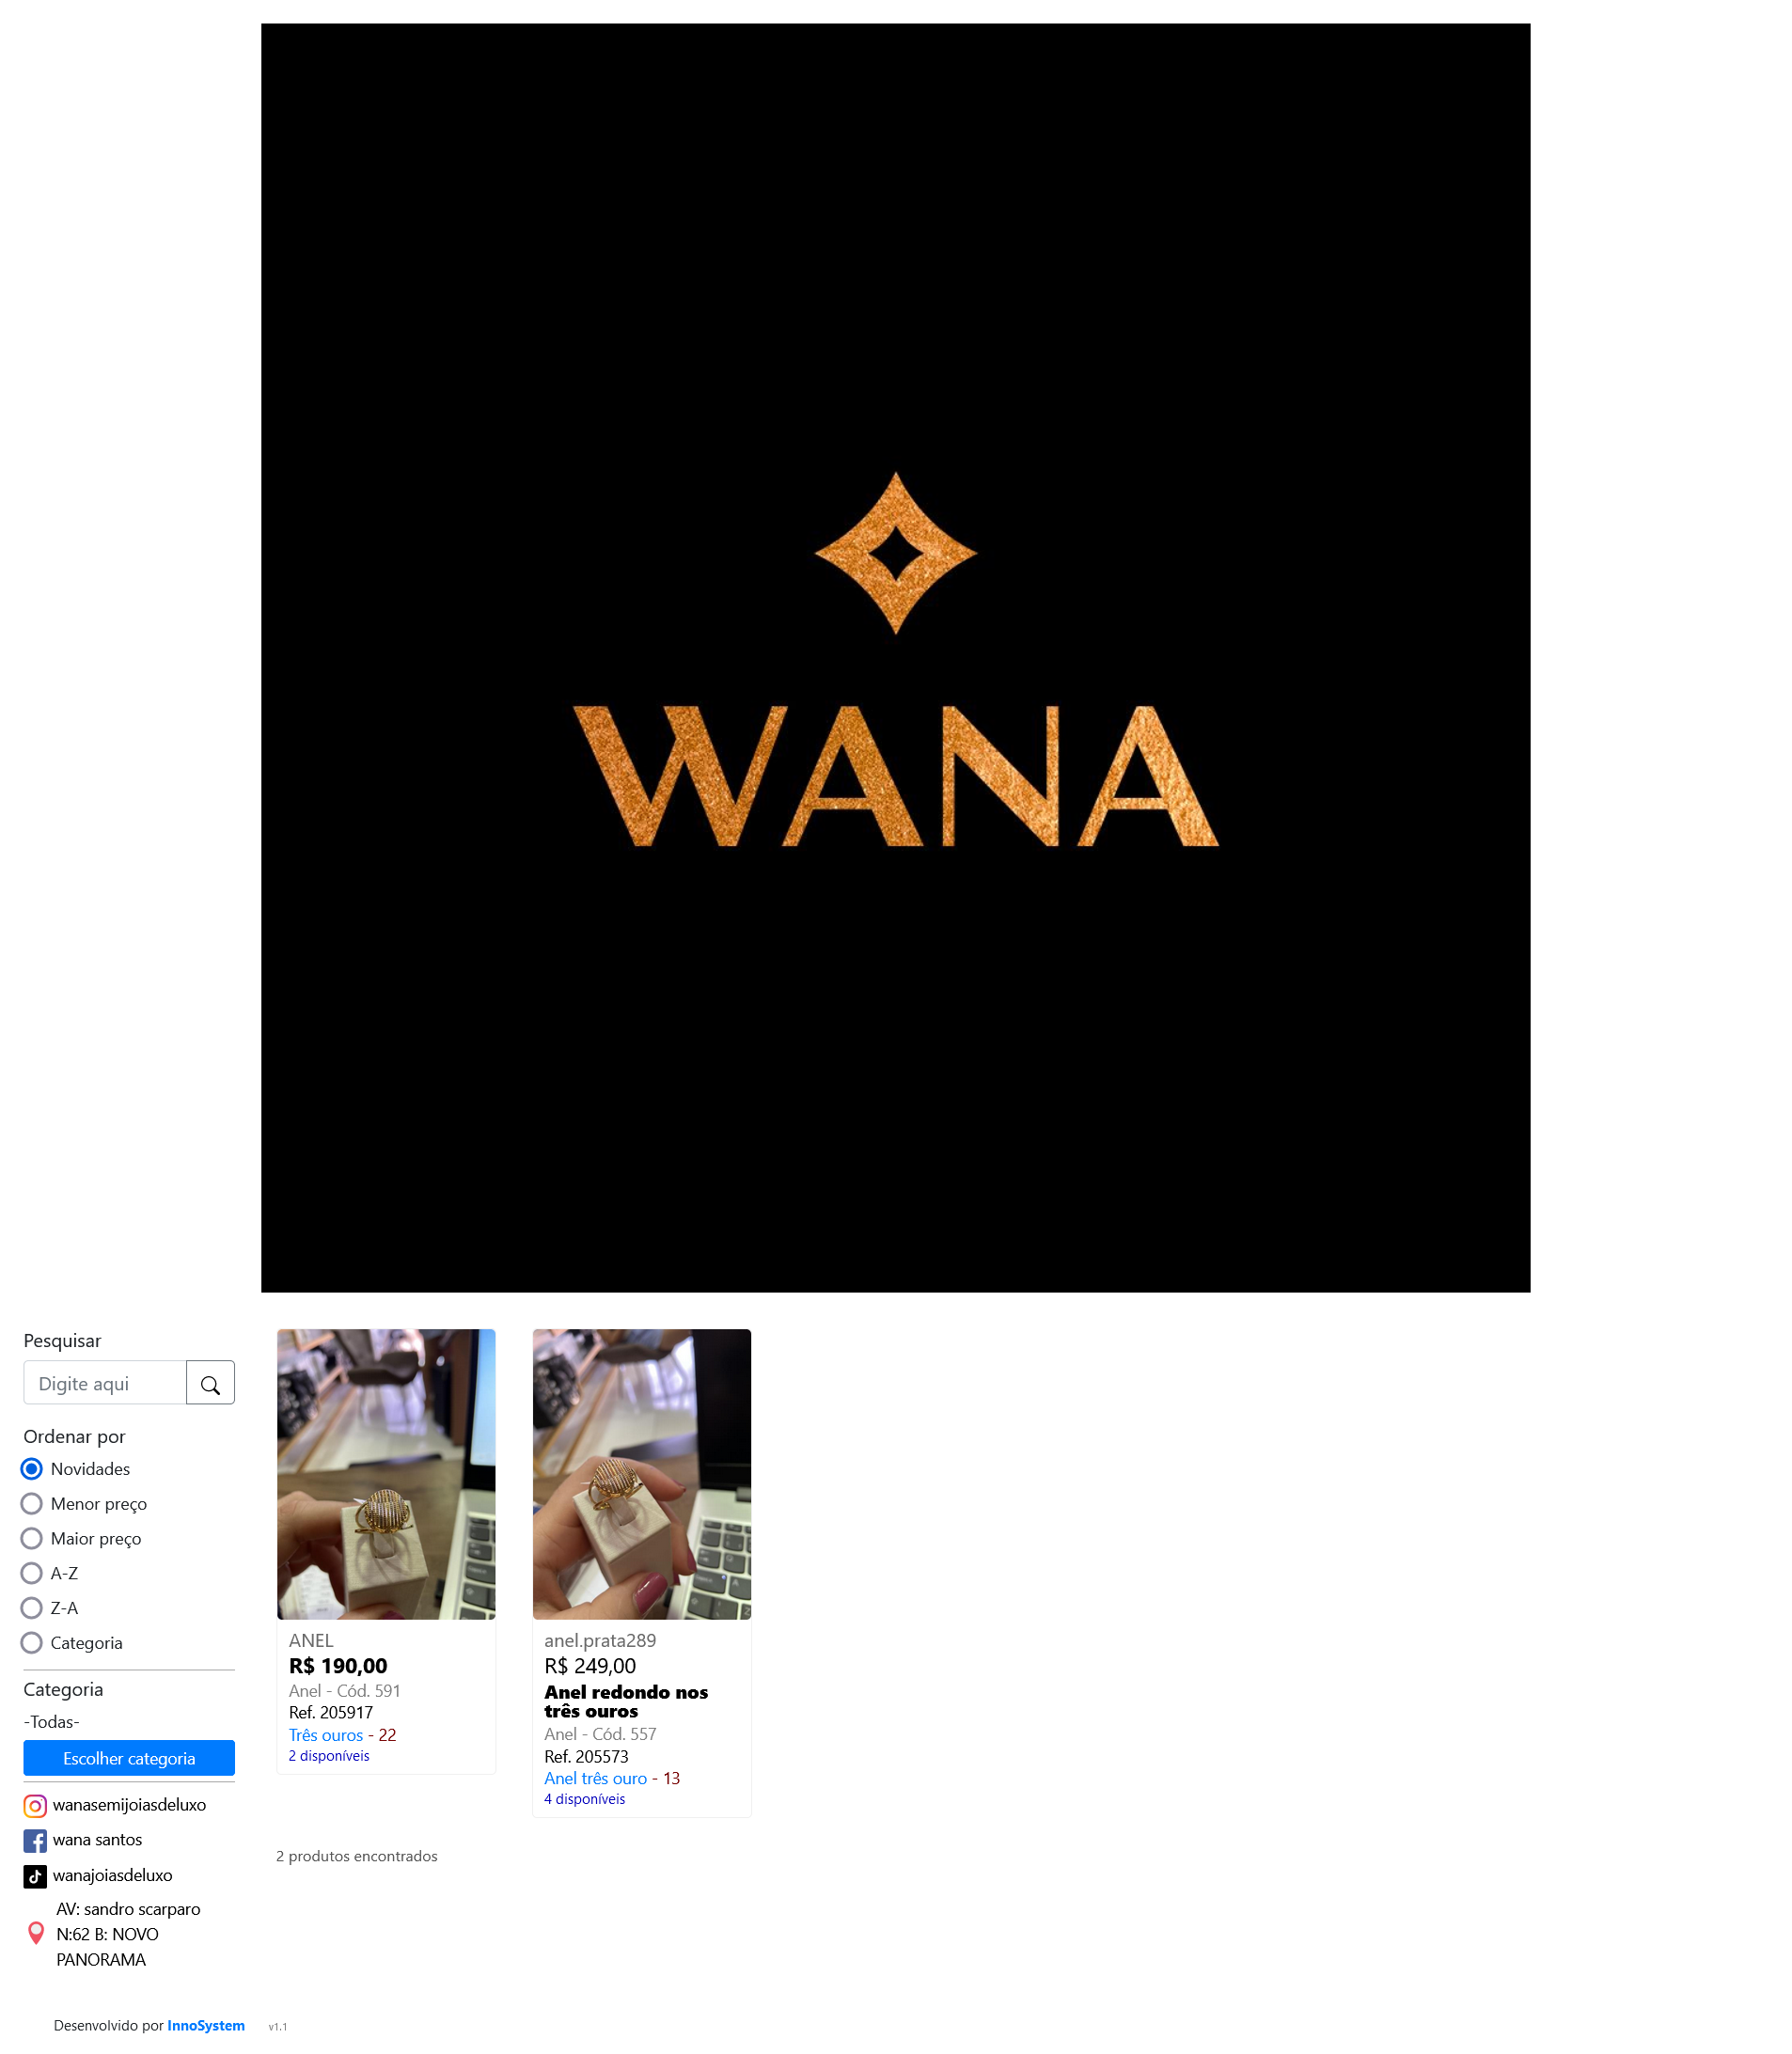 WANA
Pesquisar
Digite aqui
Ordenar por
Novidades
Menor preço
Maior preço
A-Z
Z-A
Categoria
Categoria
-Todas-
Escolher categoria
wanasemijoiasdeluxo
wana santos
wanajoiasdeluxo
AV: sandro scarparo
N:62 B: NOVO
PANORAMA
ANEL
R$ 190,00
Anel - Cód. 591
Ref. 205917
Três ouros - 22
2 disponíveis
anel.prata289
R$ 249,00
Anel redondo nos
três ouros
Anel - Cód. 557
Ref. 205573
Anel três ouro - 13
4 disponíveis
2 produtos encontrados
Desenvolvido por InnoSystem v1.1